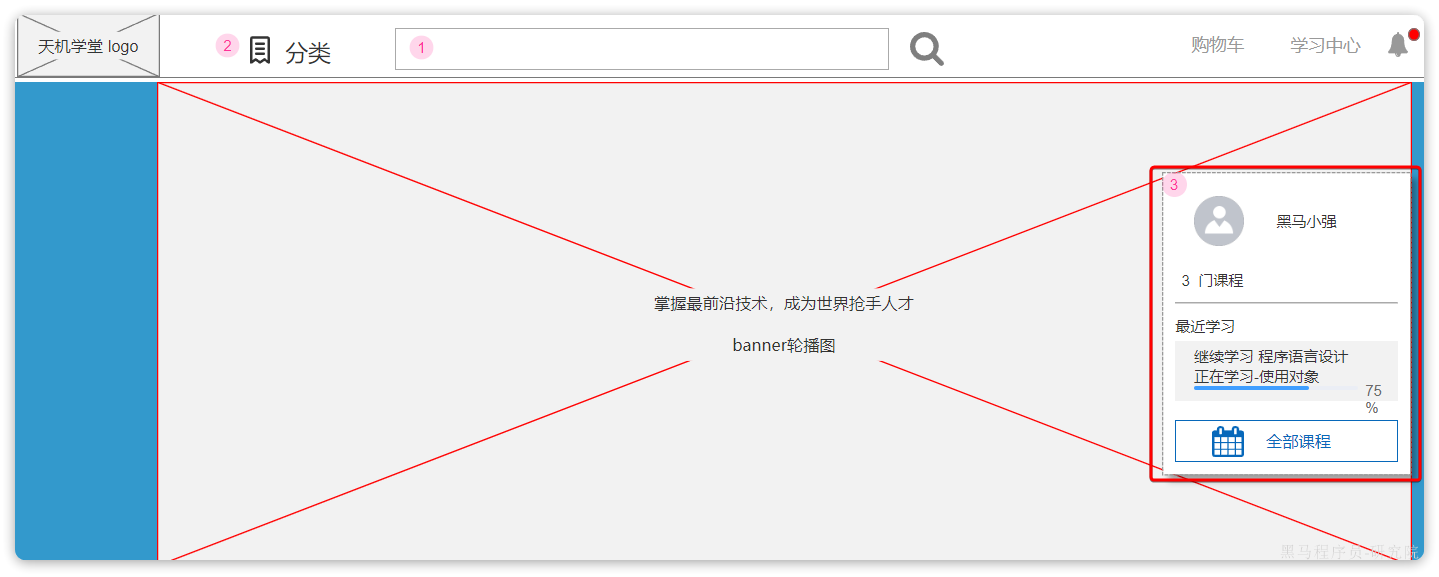 天机学堂 logo
2
分类
1
购物车
学习中心
掌握最前沿技术，成为世界抢手人才
banner轮播图
3
黑马小强
3 门课程
最近学习
继续学习 程序语言设计
正在学习-使用对象
75
%
全部课程
黑马程序员-研究院